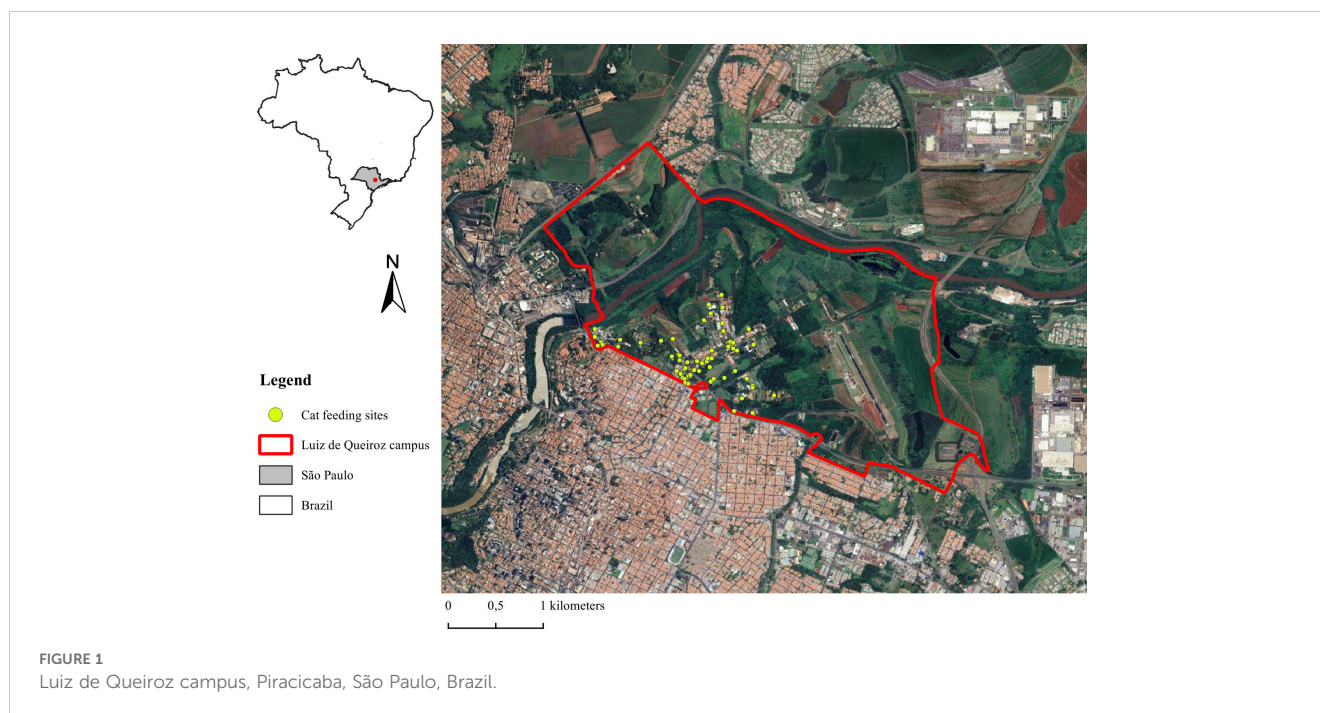 N
Legend
Cat feeding sites
Luiz de Queiroz campus
São Paulo
Brazil
0 0,5 1 kilometers
FIGURE 1
Luiz de Queiroz campus, Piracicaba, São Paulo, Brazil.